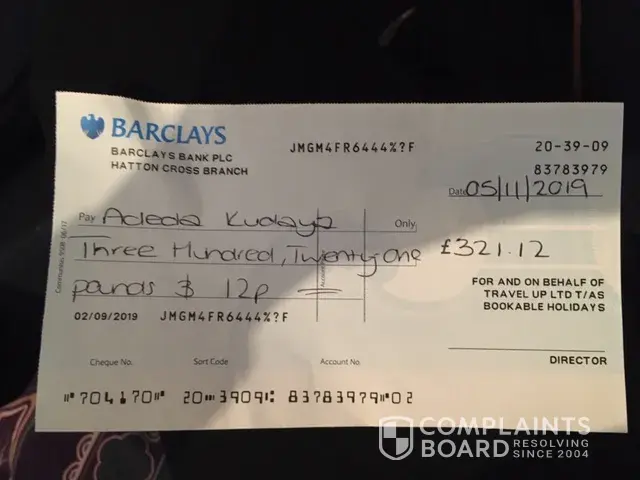 BARCLAYS
BARCLAYS BANK PLC
HATTON CROSS BRANCH
JMGM4FR6444%?F
20-39-09
83783979
Date 05/11/2019
Pay Adeda Kudaya Only
Three Hundred, Twenty-one £321.12
pounds $ 12p
FOR AND ON BEHALF OF
TRAVEL UP LTD T/AS
BOOKABLE HOLIDAYS
02/09/2019 JMGM4FR6444%?F
DIRECTOR
Cheque No. Sort Code Account No.
⑈704170⑈ 20⑉3909⑆ 83783979⑈02
COMPLAINTS
BOARD RESOLVING
SINCE 2004